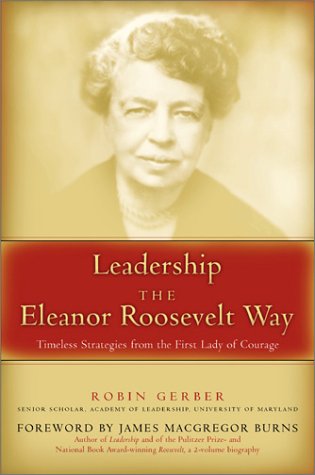 Leadership
THE
Eleanor Roosevelt Way
Timeless Strategies from the First Lady of Courage
ROBIN GERBER
SENIOR SCHOLAR, ACADEMY OF LEADERSHIP, UNIVERSITY OF MARYLAND
FOREWORD BY JAMES MACGREGOR BURNS
Author of Leadership and of the Pulitzer Prize- and
National Book Award-winning Roosevelt, a 2-volume biography